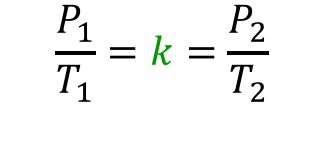 P₁/T₁ = k = P₂/T₂